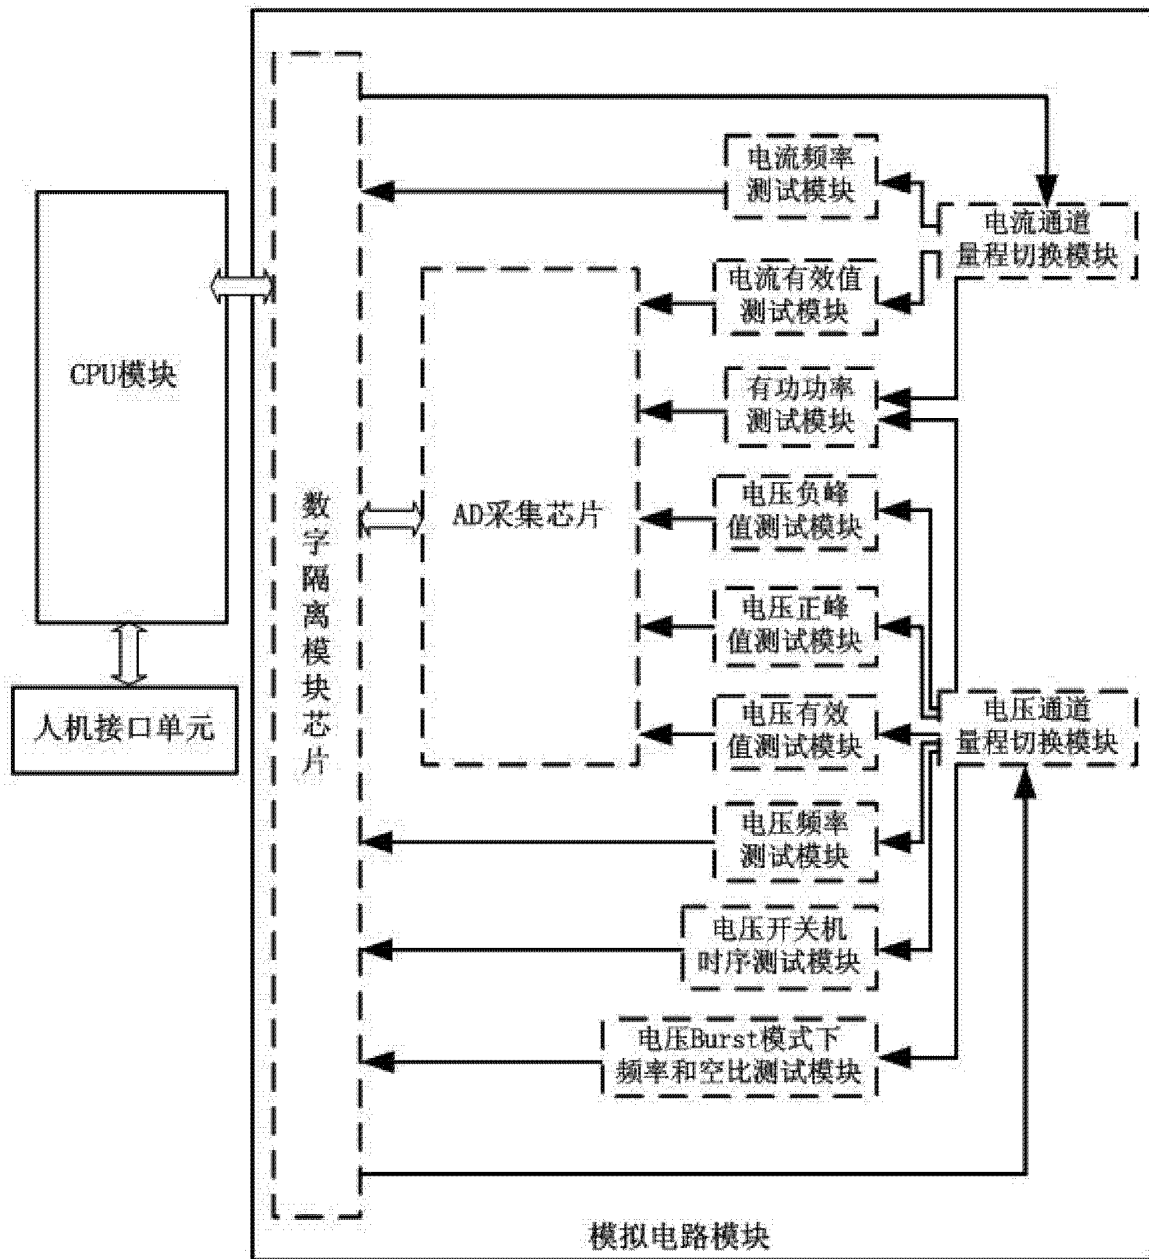 电流频率
测试模块
电流通道
量程切换模块
电流有效值
测试模块
CPU模块
有功功率
测试模块
数字隔离模块芯片
AD采集芯片
电压负峰
值测试模块
电压正峰
值测试模块
人机接口单元
电压有效
值测试模块
电压通道
量程切换模块
电压频率
测试模块
电压开关机
时序测试模块
电压Burst模式下
频率和空比测试模块
模拟电路模块